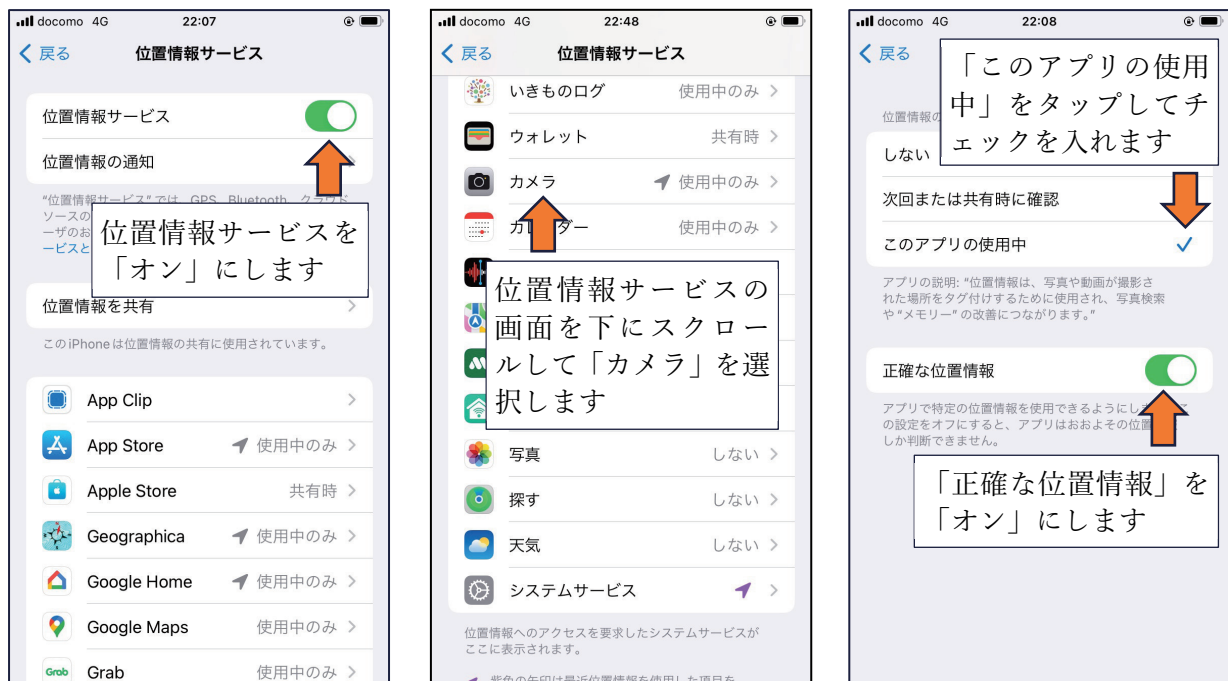 docomo 4G 22:07
戻る 位置情報サービス
位置情報サービス
位置情報の通知
"位置情報サービス"では、GPS、Bluetooth、クラウド
ソースの
ーザのお
ービスと
位置情報サービスを
「オン」にします
位置情報を共有
この iPhone は位置情報の共有に使用されています。
App Clip
App Store 使用中のみ
Apple Store 共有時
Geographica 使用中のみ
Google Home 使用中のみ
Google Maps 使用中のみ
Grab Grab 使用中のみ
docomo 4G 22:48
戻る 位置情報サービス
いきものログ 使用中のみ
ウォレット 共有時
カメラ 使用中のみ
カレンダー 使用中のみ
位置情報サービスの
画面を下にスクロー
ルして「カメラ」を選
択します
写真 しない
探す しない
天気 しない
システムサービス
位置情報へのアクセスを要求したシステムサービスが
ここに表示されます。
紫色の矢印は最近位置情報を使用した項目を
docomo 4G 22:08
戻る
「このアプリの使用
中」をタップしてチ
ェックを入れます
位置情報の
しない
次回または共有時に確認
このアプリの使用中
アプリの説明: "位置情報は、写真や動画が撮影さ
れた場所をタグ付けするために使用され、写真検索
や"メモリー"の改善につながります。"
正確な位置情報
アプリで特定の位置情報を使用できるようにし
の設定をオフにすると、アプリはおおよその位置
しか判断できません。
「正確な位置情報」を
「オン」にします